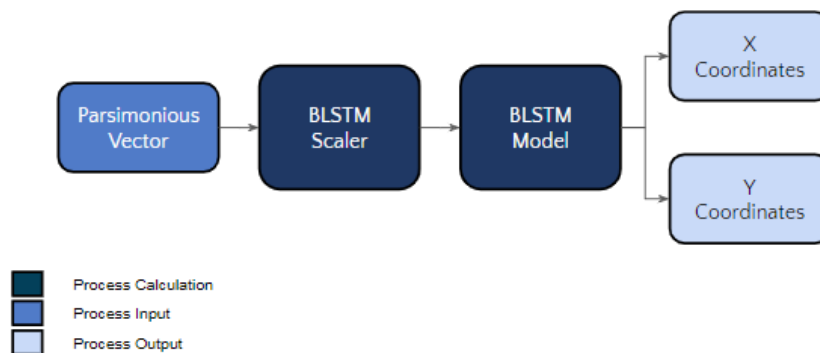 Parsimonious
Vector
BLSTM
Scaler
BLSTM
Model
X
Coordinates
Y
Coordinates
Process Calculation
Process Input
Process Output